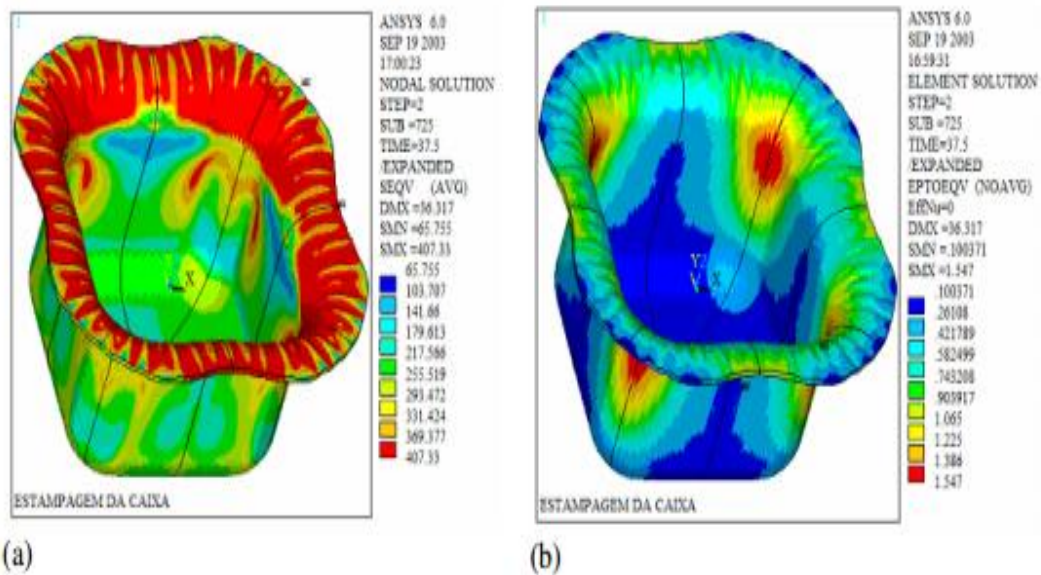 1
ANSYS 6.0
SEP 19 2003
17:00:23
NODAL SOLUTION
STEP=2
SUB =725
TIME=37.5
/EXPANDED
SEQV (AVG)
DMX =36.317
SMN =65.755
SMX =407.33
65.755
103.707
141.66
179.613
217.566
255.519
293.472
331.424
369.377
407.33
X
ESTAMPAGEM DA CAIXA
(a)
1
ANSYS 6.0
SEP 19 2003
16:59:31
ELEMENT SOLUTION
STEP=2
SUB =725
TIME=37.5
/EXPANDED
EPTOEQV (NOAVG)
EffNu=0
DMX =36.317
SMN =.100371
SMX =1.547
.100371
.26108
.421789
.582499
.743208
.903917
1.065
1.225
1.386
1.547
Y
X
ESTAMPAGEM DA CAIXA
(b)